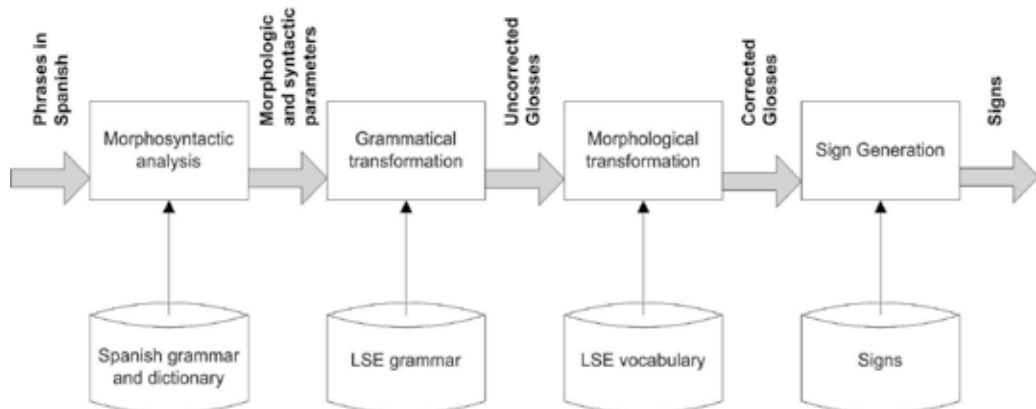 Phrases in
Spanish
Morphologic
and syntactic
parameters
Uncorrected
Glosses
Corrected
Glosses
Signs
Morphosyntactic
analysis
Grammatical
transformation
Morphological
transformation
Sign Generation
Spanish grammar
and dictionary
LSE grammar
LSE vocabulary
Signs